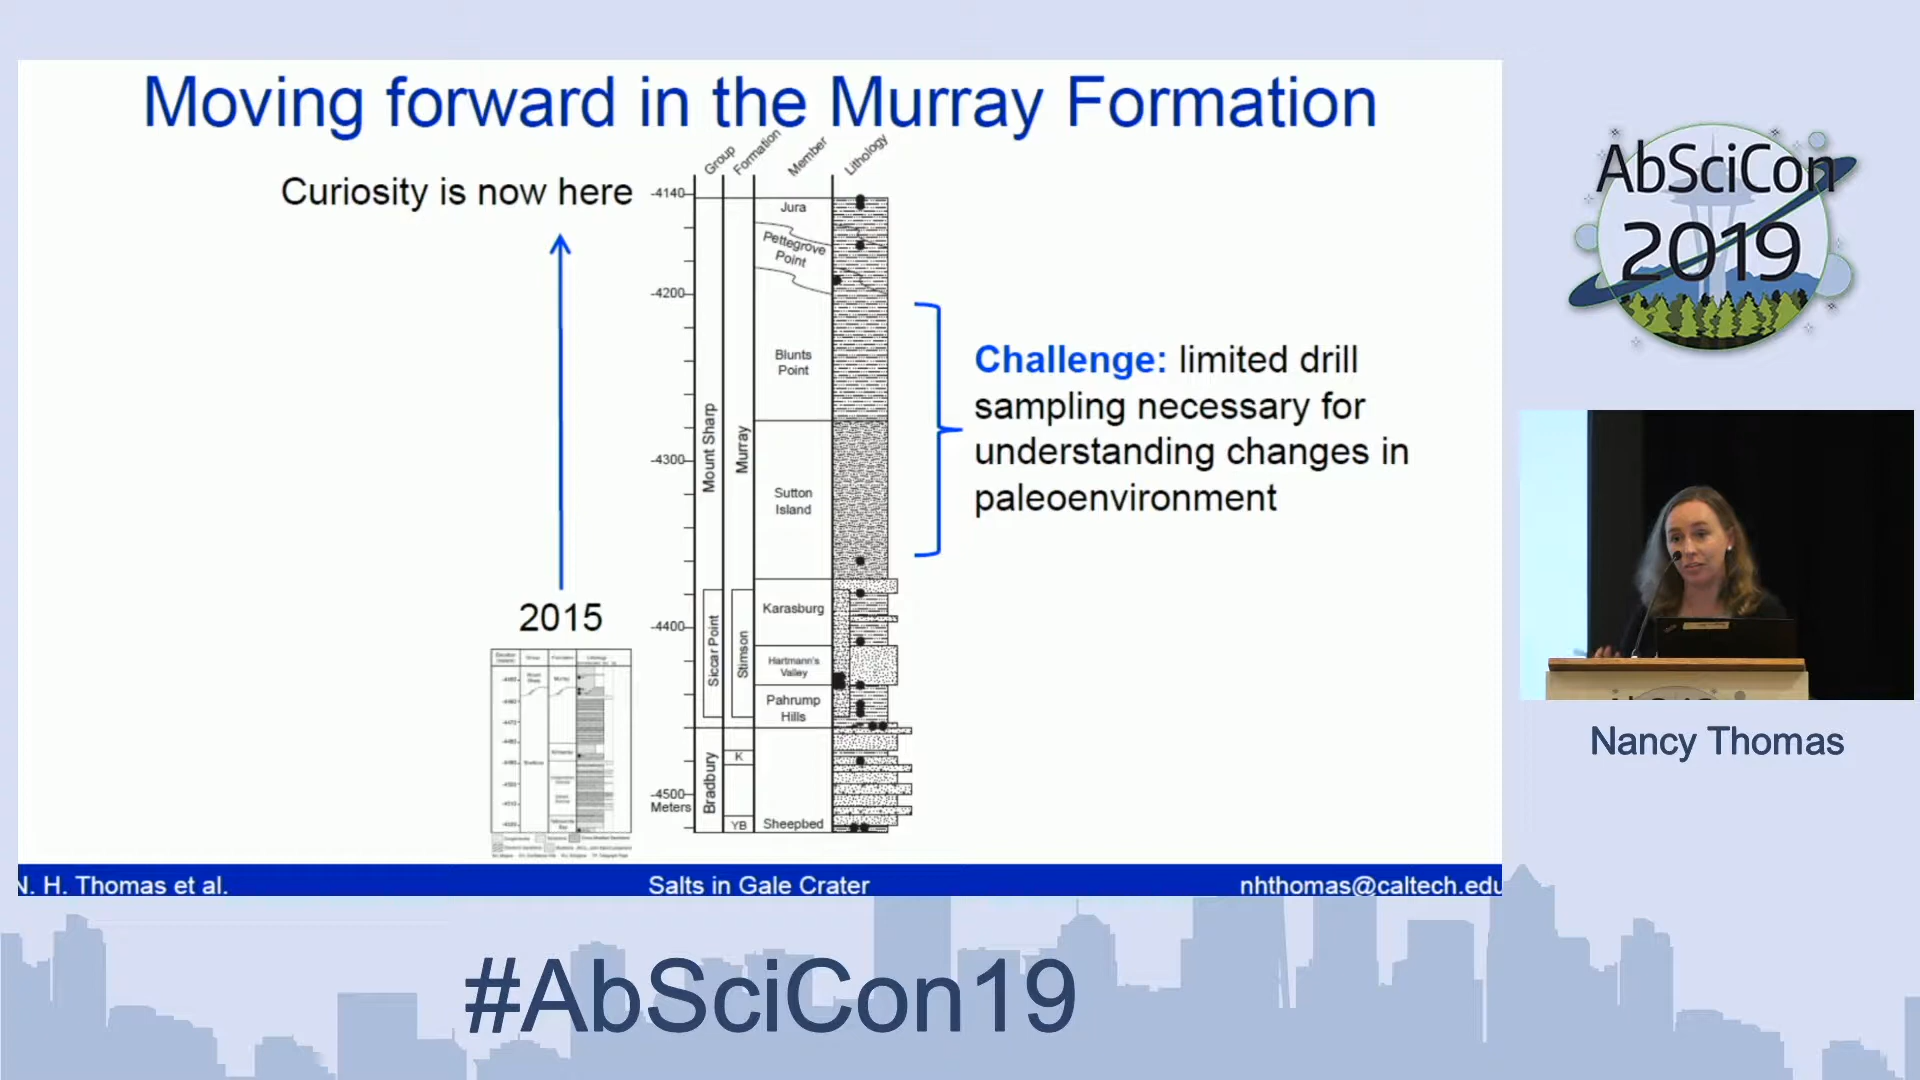 Moving forward in the Murray Formation
Curiosity is now here
2015
Group
Formation
Member
Lithology
-4140
-4200
-4300
-4400
-4500
Meters
Mount Sharp
Siccar Point
Bradbury
Murray
Stimson
K
YB
Jura
Pettegrove
Point
Blunts
Point
Sutton
Island
Karasburg
Hartmann's
Valley
Pahrump
Hills
Sheepbed
Challenge: limited drill
sampling necessary for
understanding changes in
paleoenvironment
N. H. Thomas et al.
Salts in Gale Crater
nhthomas@caltech.edu
AbSciCon
2019
Nancy Thomas
#AbSciCon19